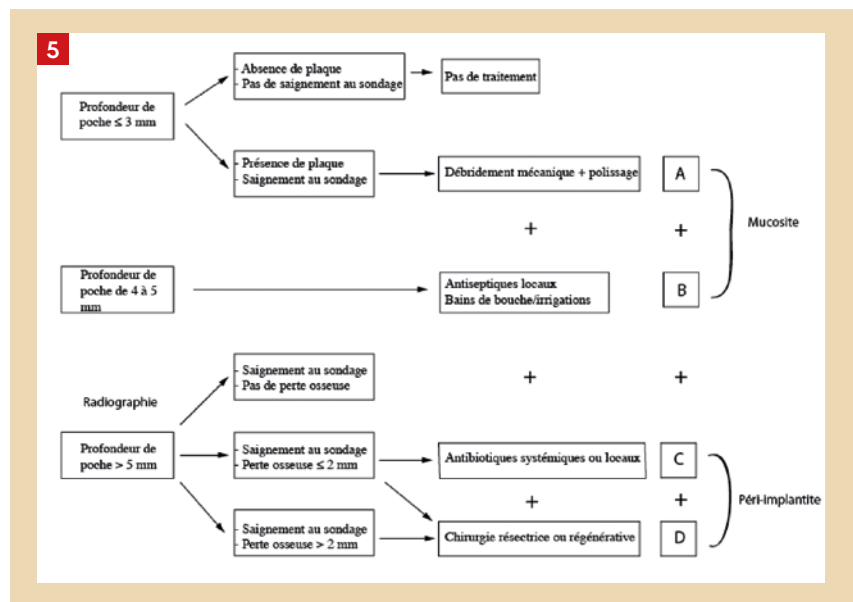 5
- Absence de plaque
- Pas de saignement au sondage
Pas de traitement
Profondeur de
poche ≤ 3 mm
- Présence de plaque
- Saignement au sondage
Débridement mécanique + polissage
A
+
+
Mucosite
Profondeur de
poche de 4 à 5
mm
Antiseptiques locaux
Bains de bouche/irrigations
B
- Saignement au sondage
- Pas de perte osseuse
+
+
Radiographie
Profondeur de
poche > 5 mm
- Saignement au sondage
- Perte osseuse ≤ 2 mm
Antibiotiques systémiques ou locaux
C
+
+
Péri-implantite
- Saignement au sondage
- Perte osseuse > 2 mm
Chirurgie résectrice ou régénérative
D